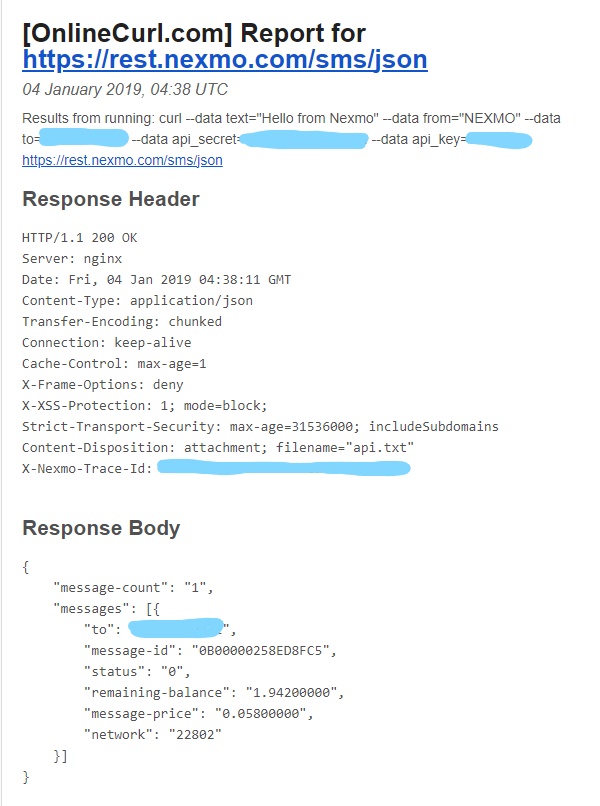 [OnlineCurl.com] Report for
https://rest.nexmo.com/sms/json
04 January 2019, 04:38 UTC
Results from running: curl --data text="Hello from Nexmo" --data from="NEXMO" --data
to= --data api_secret= --data api_key=
https://rest.nexmo.com/sms/json
Response Header
HTTP/1.1 200 OK
Server: nginx
Date: Fri, 04 Jan 2019 04:38:11 GMT
Content-Type: application/json
Transfer-Encoding: chunked
Connection: keep-alive
Cache-Control: max-age=1
X-Frame-Options: deny
X-XSS-Protection: 1; mode=block;
Strict-Transport-Security: max-age=31536000; includeSubdomains
Content-Disposition: attachment; filename="api.txt"
X-Nexmo-Trace-Id:
Response Body
{
    "message-count": "1",
    "messages": [{
        "to": ",
        "message-id": "0B00000258ED8FC5",
        "status": "0",
        "remaining-balance": "1.94200000",
        "message-price": "0.05800000",
        "network": "22802"
    }]
}